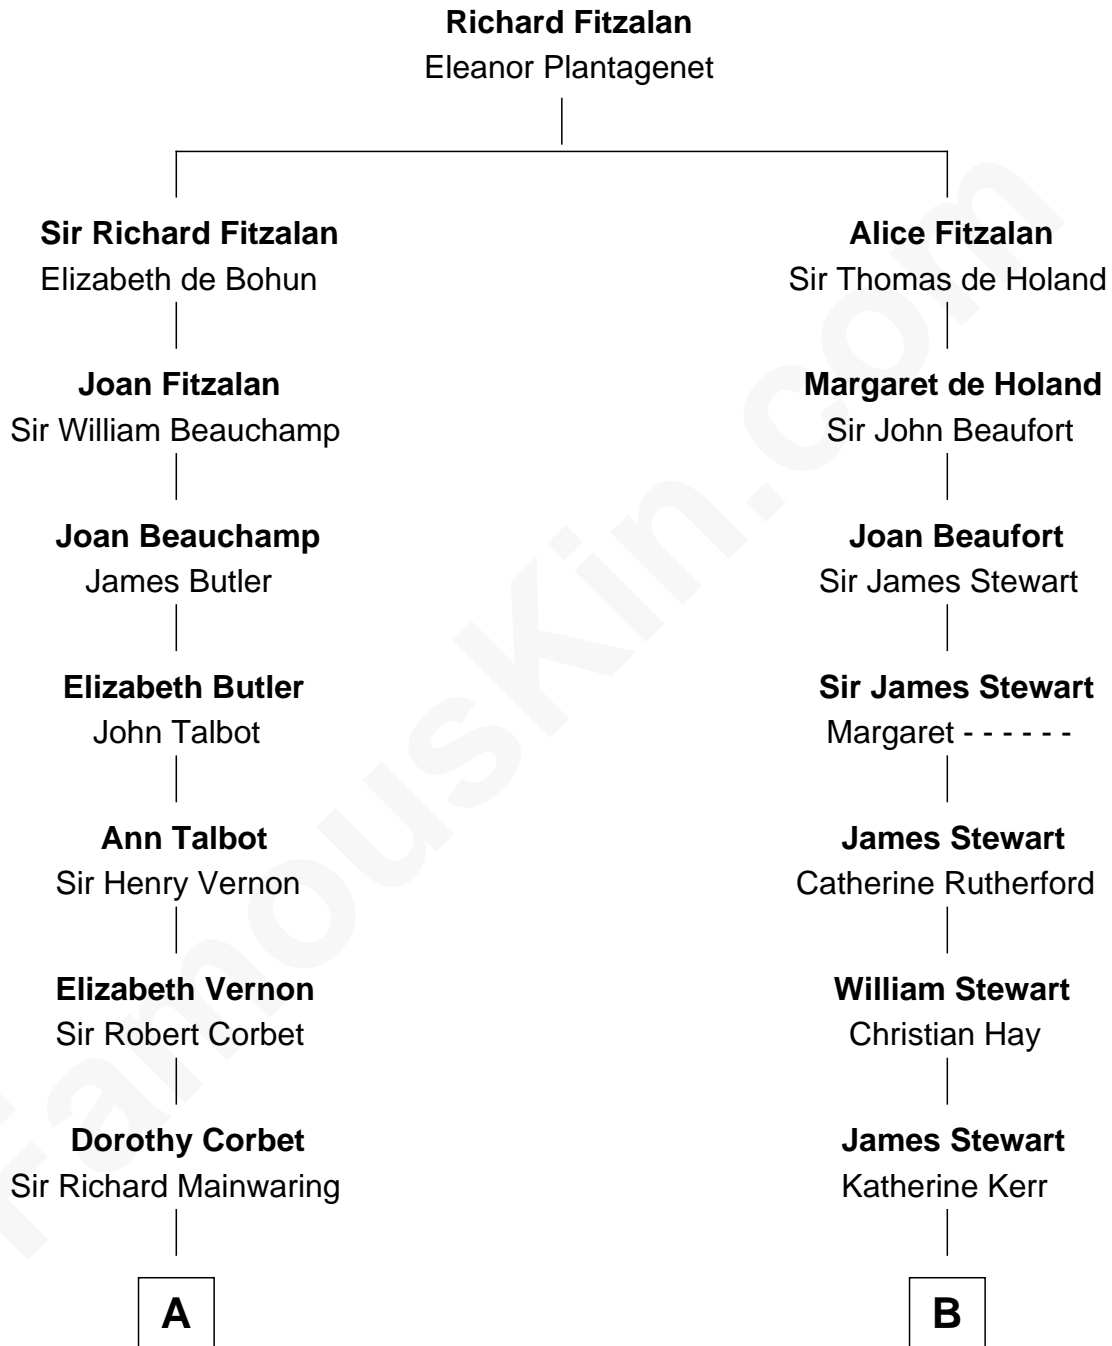 Richard Fitzalan
Eleanor Plantagenet
Sir Richard Fitzalan
Elizabeth de Bohun
Alice Fitzalan
Sir Thomas de Holand
Joan Fitzalan
Sir William Beauchamp
Margaret de Holand
Sir John Beaufort
Joan Beauchamp
James Butler
Joan Beaufort
Sir James Stewart
Elizabeth Butler
John Talbot
Sir James Stewart
Margaret - - - - - -
Ann Talbot
Sir Henry Vernon
James Stewart
Catherine Rutherford
Elizabeth Vernon
Sir Robert Corbet
William Stewart
Christian Hay
Dorothy Corbet
Sir Richard Mainwaring
James Stewart
Katherine Kerr
A
B
FamousKin.com